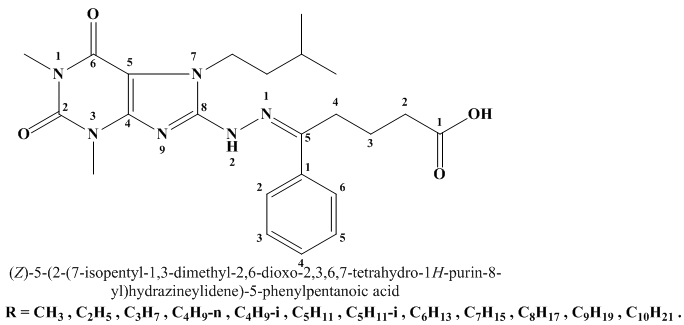 O
1
N
6
5
7
N
8
O
2
N
3
4
N
9
N
H
2
N
1
5
4
3
2
1
OH
O
1
2
6
3
5
4
(Z)-5-(2-(7-isopentyl-1,3-dimethyl-2,6-dioxo-2,3,6,7-tetrahydro-1H-purin-8-
yl)hydrazineylidene)-5-phenylpentanoic acid
R = CH3 , C2H5 , C3H7 , C4H9-n , C4H9-i , C5H11 , C5H11-i , C6H13 , C7H15 , C8H17 , C9H19 , C10H21 .